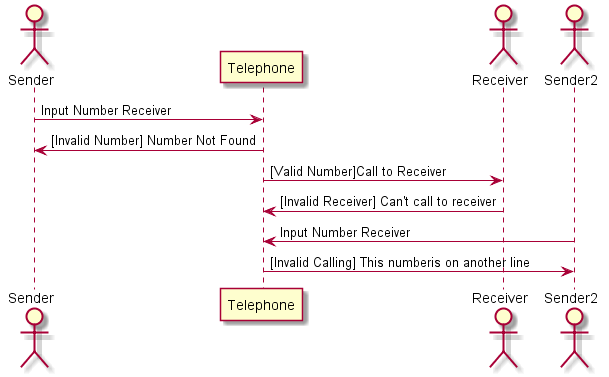 Sender
Telephone
Receiver
Sender2
Input Number Receiver
[Invalid Number] Number Not Found
[Valid Number]Call to Receiver
[Invalid Receiver] Can't call to receiver
Input Number Receiver
[Invalid Calling] This numberis on another line
Sender
Telephone
Receiver
Sender2